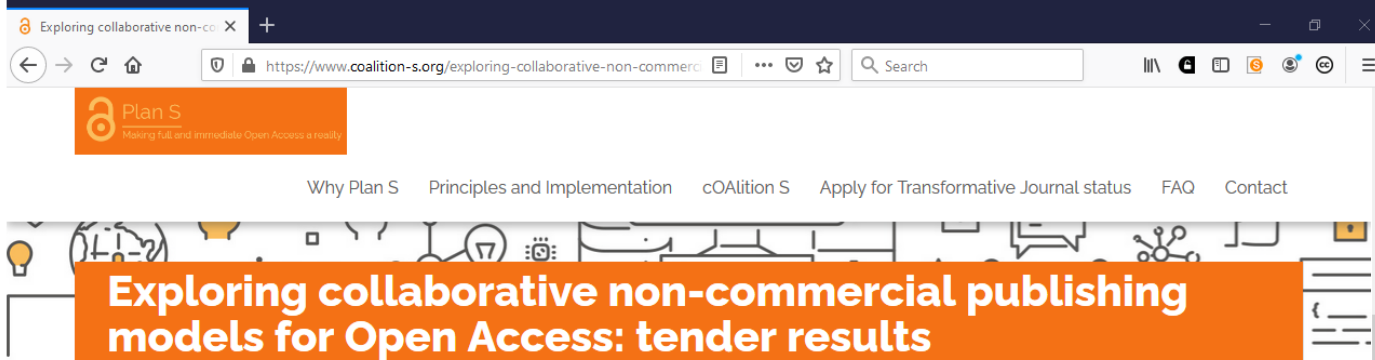 Exploring collaborative non-co
https://www.coalition-s.org/exploring-collaborative-non-commerc
Search
Plan S
Making full and immediate Open Access a reality
Why Plan S Principles and Implementation cOAlition S Apply for Transformative Journal status FAQ Contact
Exploring collaborative non-commercial publishing
models for Open Access: tender results